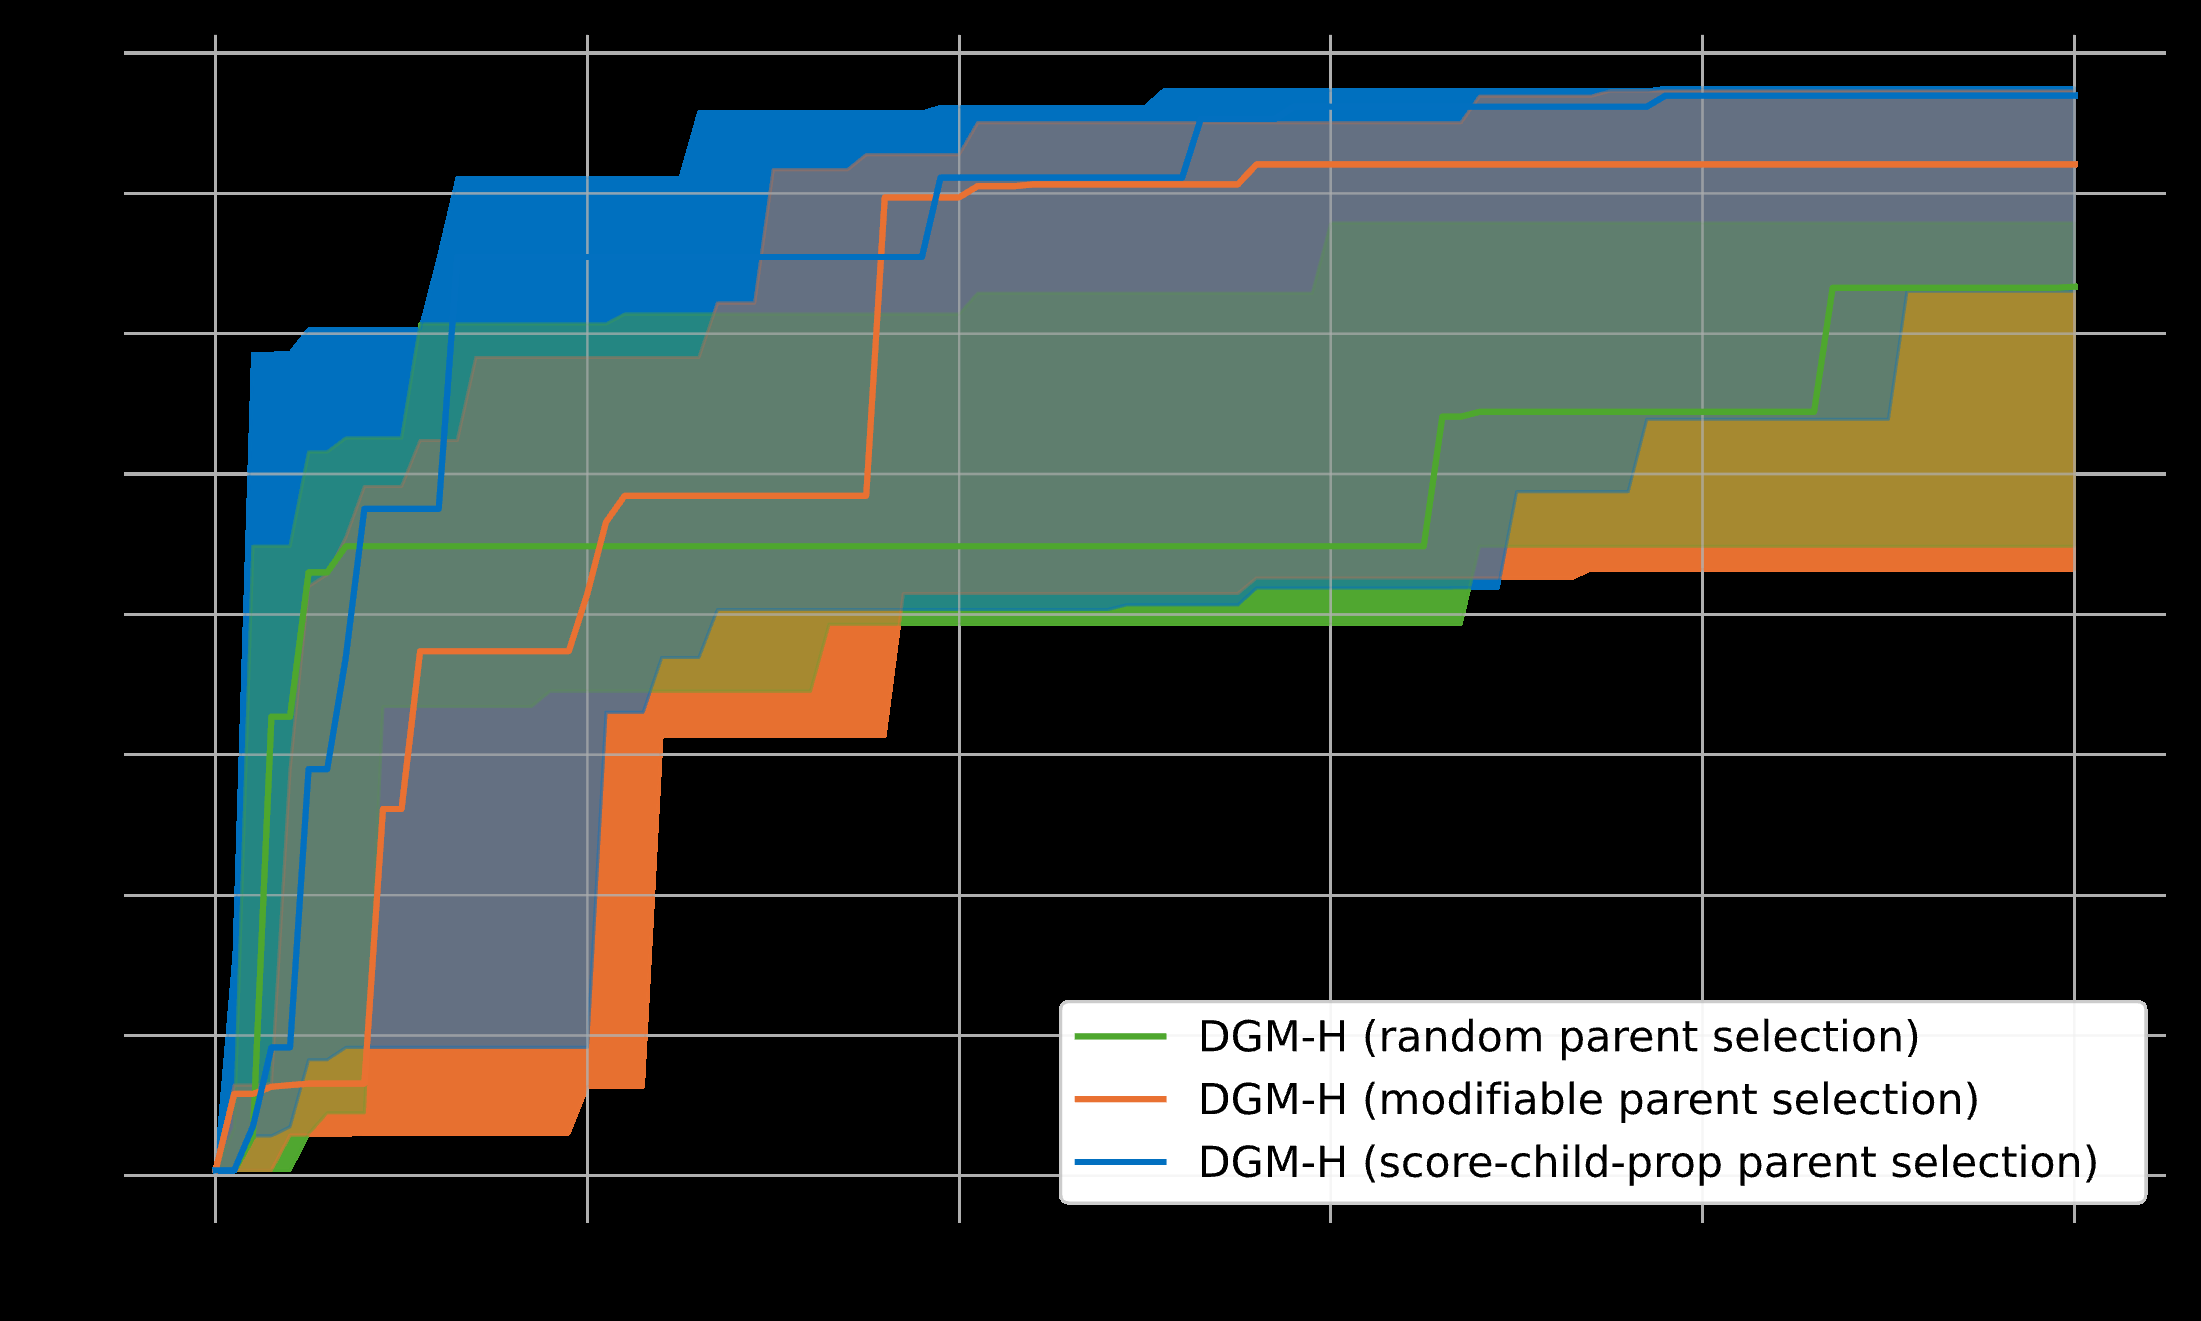 DGM-H (random parent selection)
DGM-H (modifiable parent selection)
DGM-H (score-child-prop parent selection)